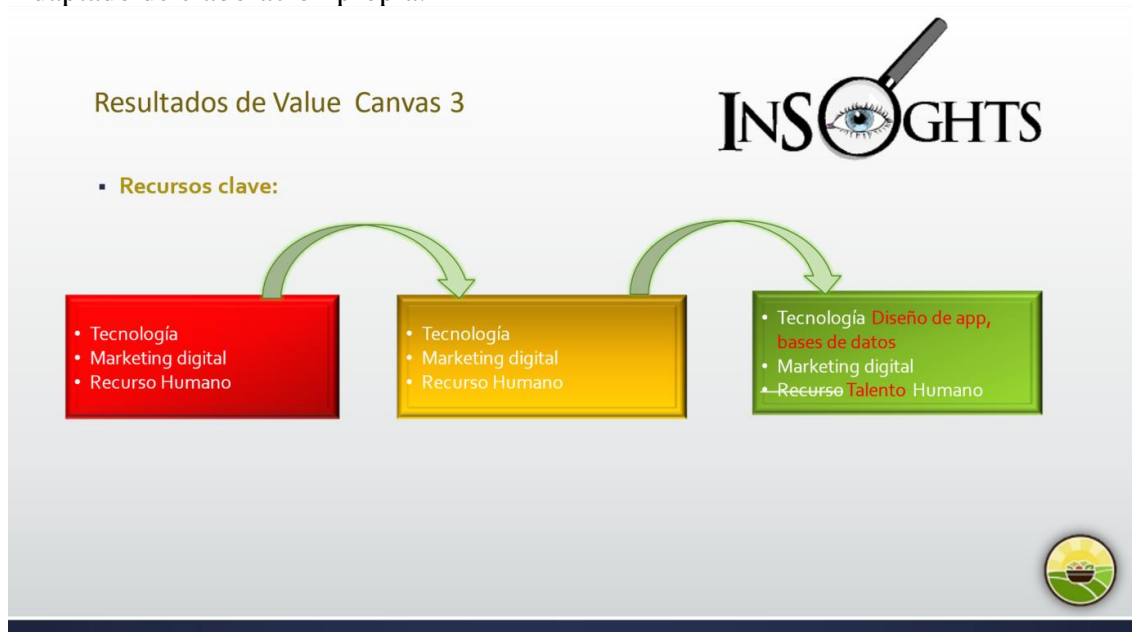 Resultados de Value Canvas 3
INSIGHTS
▪ Recursos clave:
• Tecnología
• Marketing digital
• Recurso Humano
• Tecnología
• Marketing digital
• Recurso Humano
• Tecnología Diseño de app,
bases de datos
• Marketing digital
• Recurso Talento Humano